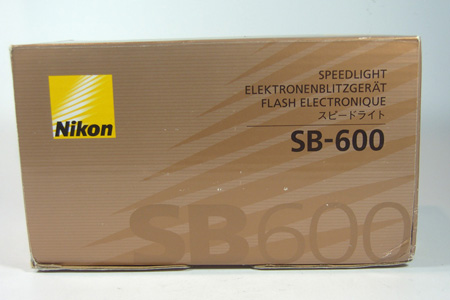 Nikon
SPEEDLIGHT
ELEKTRONENBLITZGERÄT
FLASH ELECTRONIQUE
スピードライト
SB-600
SB600